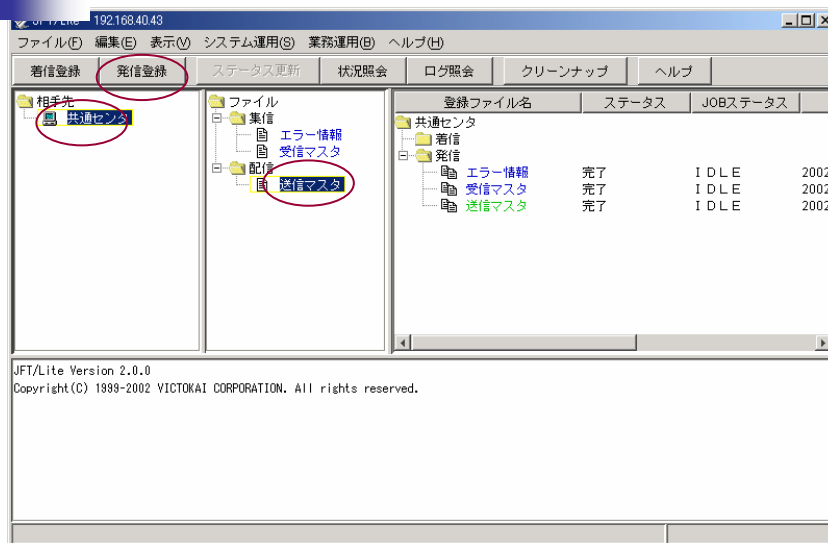 JFT/Lite 192.168.40.43
ファイル(F) 編集(E) 表示(V) システム運用(S) 業務運用(B) ヘルプ(H)
着信登録 発信登録 ステータス更新 状況照会 ログ照会 クリーンナップ ヘルプ
相手先
共通センタ
ファイル
集信
エラー情報
受信マスタ
配信
送信マスタ
登録ファイル名 ステータス JOBステータス
共通センタ
着信
発信
エラー情報 完了 ＩＤＬＥ 2002
受信マスタ 完了 ＩＤＬＥ 2002
送信マスタ 完了 ＩＤＬＥ 2002
JFT/Lite Version 2.0.0
Copyright(C) 1999-2002 VICTOKAI CORPORATION. All rights reserved.